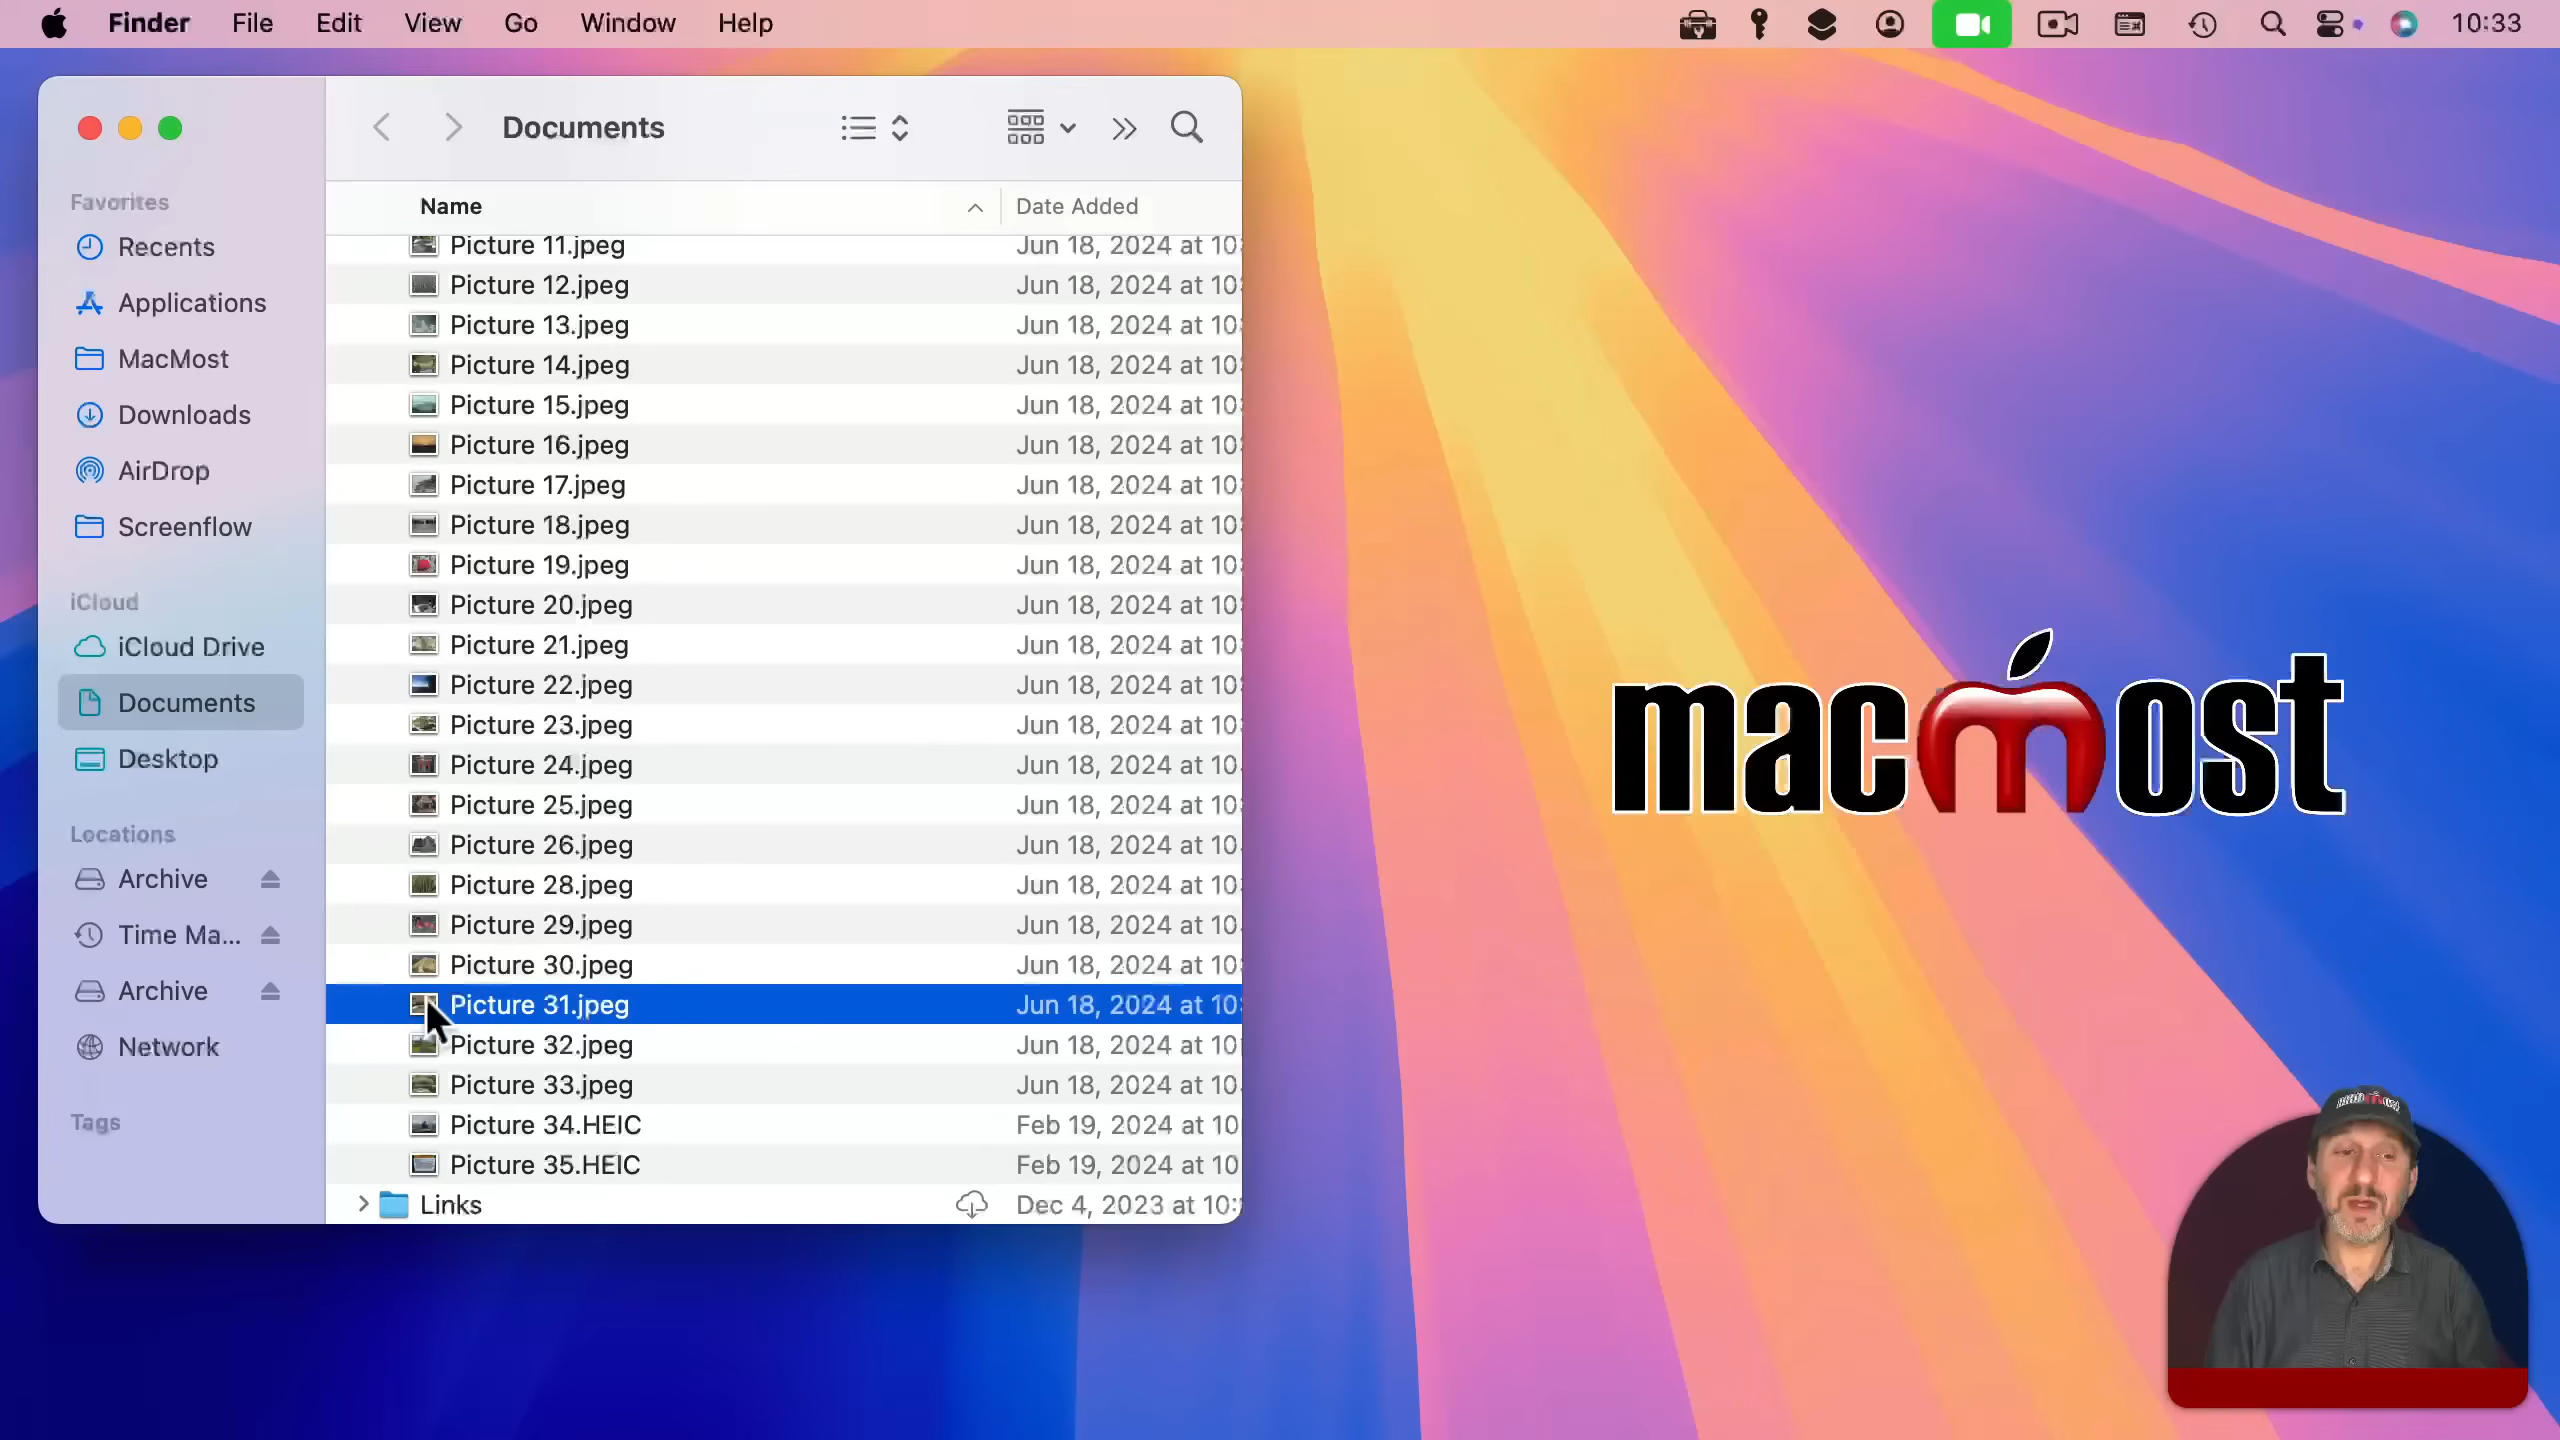 Finder File Edit View Go Window Help 10:33
Documents
Favorites
Recents
Applications
MacMost
Downloads
AirDrop
Screenflow
iCloud
iCloud Drive
Documents
Desktop
Locations
Archive
Time Ma...
Archive
Network
Tags
Name Date Added
Picture 11.jpeg Jun 18, 2024 at 10:
Picture 12.jpeg Jun 18, 2024 at 10:
Picture 13.jpeg Jun 18, 2024 at 10:
Picture 14.jpeg Jun 18, 2024 at 10:
Picture 15.jpeg Jun 18, 2024 at 10:
Picture 16.jpeg Jun 18, 2024 at 10:
Picture 17.jpeg Jun 18, 2024 at 10:
Picture 18.jpeg Jun 18, 2024 at 10:
Picture 19.jpeg Jun 18, 2024 at 10:
Picture 20.jpeg Jun 18, 2024 at 10:
Picture 21.jpeg Jun 18, 2024 at 10:
Picture 22.jpeg Jun 18, 2024 at 10:
Picture 23.jpeg Jun 18, 2024 at 10:
Picture 24.jpeg Jun 18, 2024 at 10:
Picture 25.jpeg Jun 18, 2024 at 10:
Picture 26.jpeg Jun 18, 2024 at 10:
Picture 28.jpeg Jun 18, 2024 at 10:
Picture 29.jpeg Jun 18, 2024 at 10:
Picture 30.jpeg Jun 18, 2024 at 10:
Picture 31.jpeg Jun 18, 2024 at 10:
Picture 32.jpeg Jun 18, 2024 at 10:
Picture 33.jpeg Jun 18, 2024 at 10:
Picture 34.HEIC Feb 19, 2024 at 10
Picture 35.HEIC Feb 19, 2024 at 10
Links Dec 4, 2023 at 10:
macmost